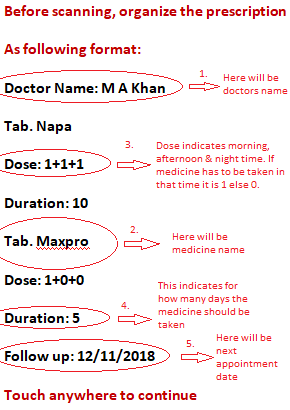 Before scanning, organize the prescription
As following format:
1.
Here will be
doctors name
Doctor Name: M A Khan
Tab. Napa
3.
Dose indicates morning,
afternoon & night time. If
medicine has to be taken in
that time it is 1 else 0.
Dose: 1+1+1
Duration: 10
2.
Here will be
medicine name
Tab. Maxpro
Dose: 1+0+0
This indicates for
how many days the
medicine should be
taken
4.
Duration: 5
5.
Here will be
next
appointment
date
Follow up: 12/11/2018
Touch anywhere to continue